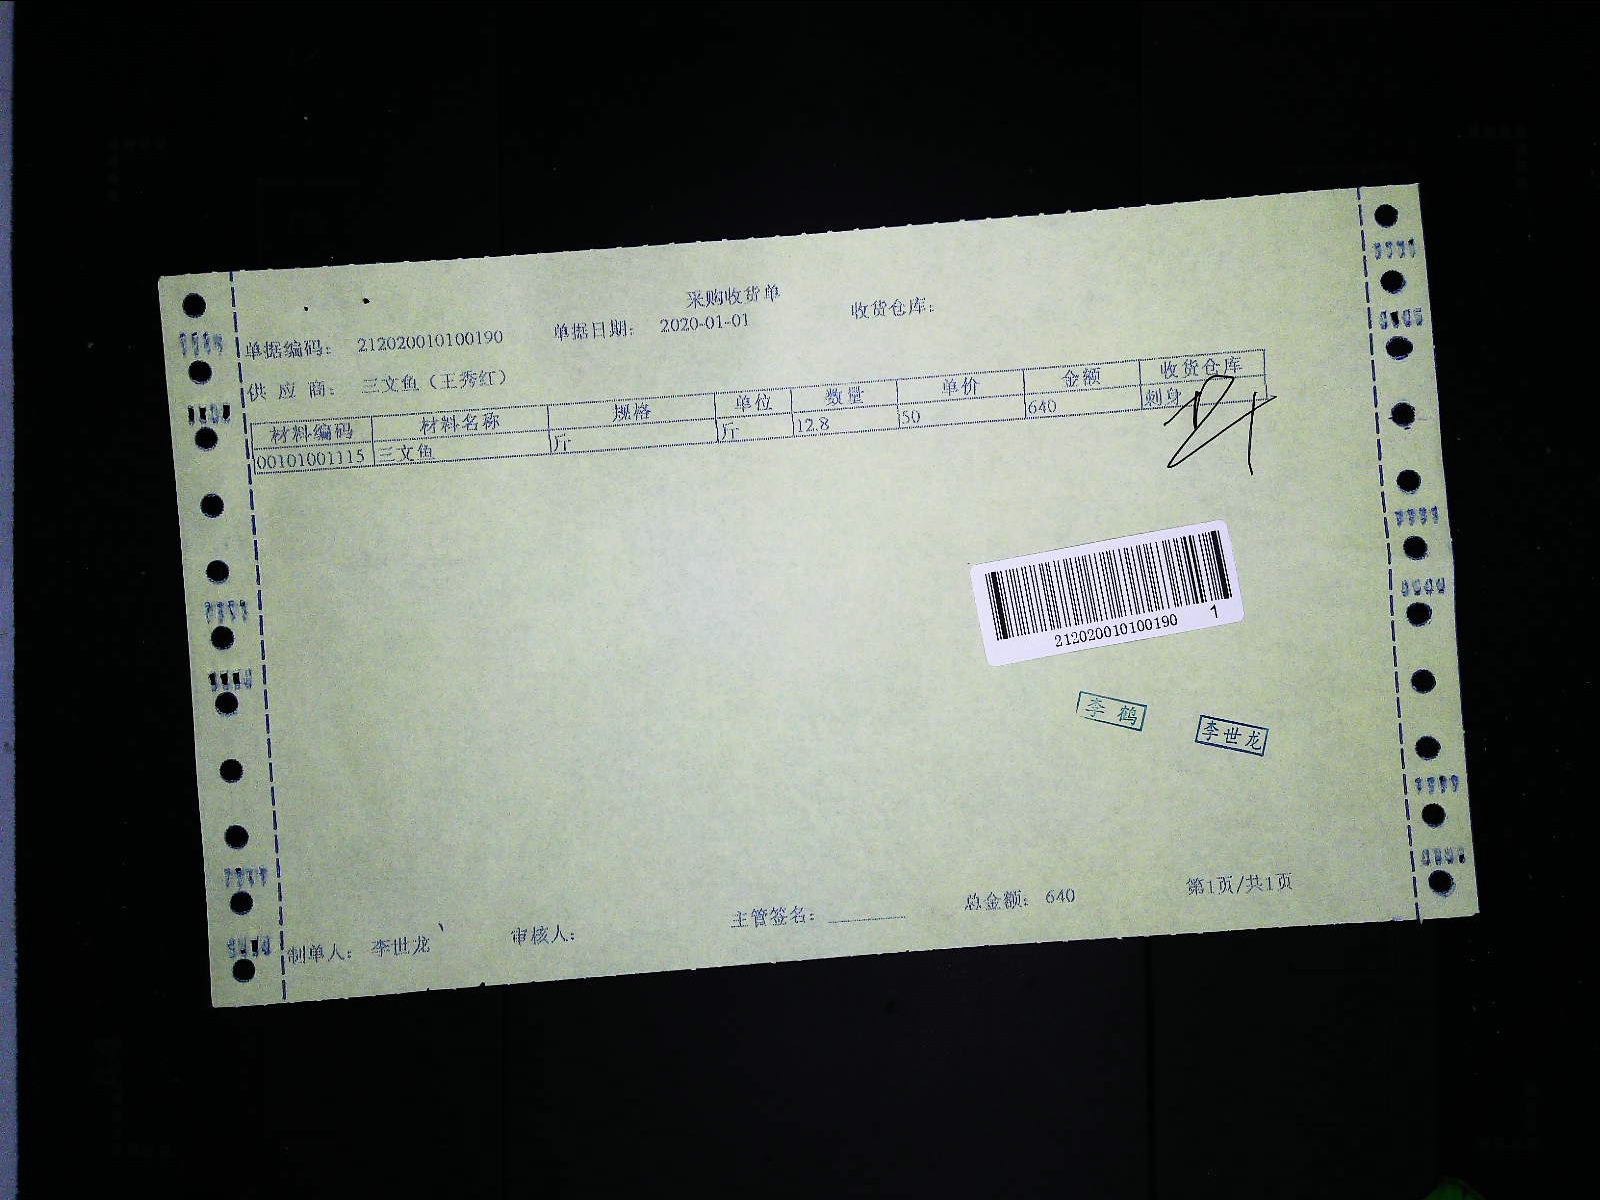 采购收货单
单据编码： 212020010100190 单据日期： 2020-01-01 收货仓库：
供 应 商： 三文鱼（王秀红）
材料编码 材料名称 规格 单位 数量 单价 金额 收货仓库
00101001115 三文鱼 斤 斤 12.8 50 640 刺身
212020010100190 1
李 鹤
李世龙
制单人： 李世龙 审核人： 主管签名： 总金额： 640 第1页/共1页